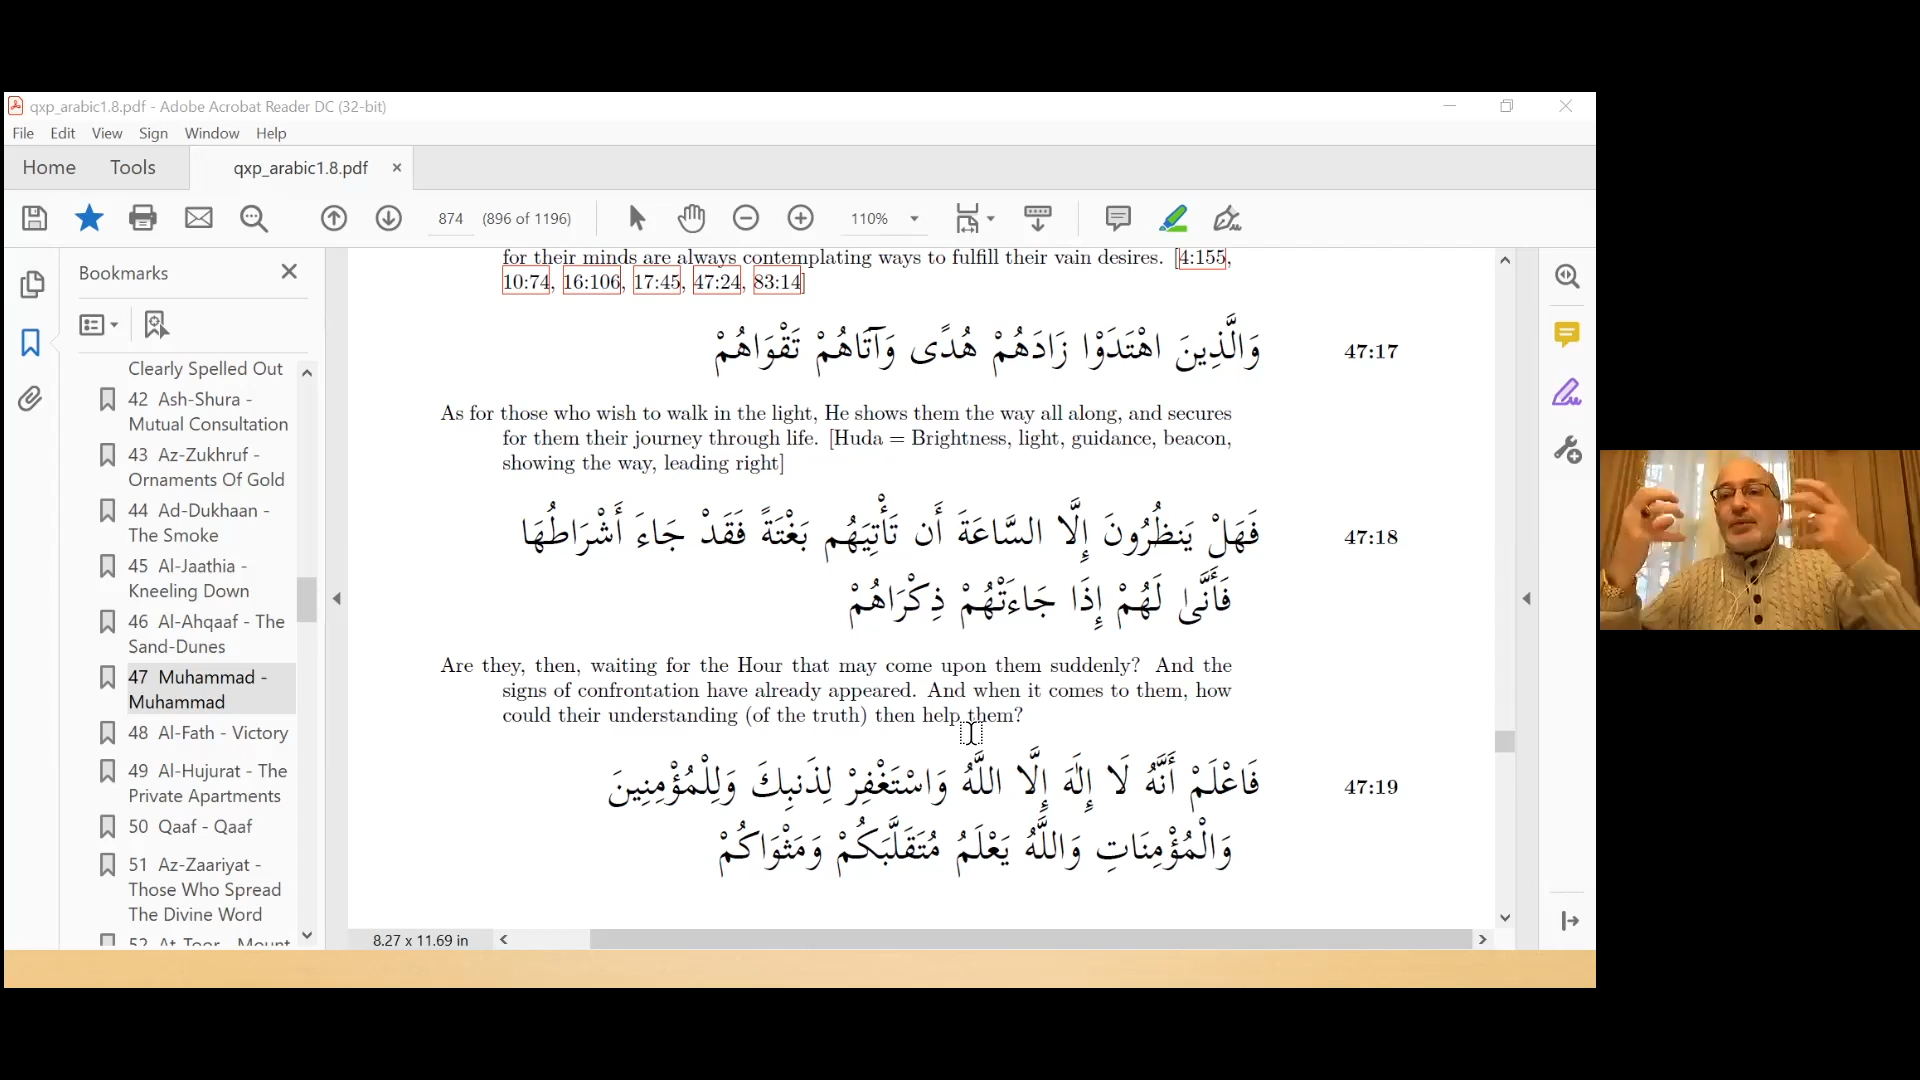 qxp_arabic1.8.pdf - Adobe Acrobat Reader DC (32-bit)
File Edit View Sign Window Help
Home Tools qxp_arabic1.8.pdf
874 (896 of 1196) 110%
Bookmarks
Clearly Spelled Out
42 Ash-Shura -
Mutual Consultation
43 Az-Zukhruf -
Ornaments Of Gold
44 Ad-Dukhaan -
The Smoke
45 Al-Jaathia -
Kneeling Down
46 Al-Ahqaaf - The
Sand-Dunes
47 Muhammad -
Muhammad
48 Al-Fath - Victory
49 Al-Hujurat - The
Private Apartments
50 Qaaf - Qaaf
51 Az-Zaariyat -
Those Who Spread
The Divine Word
52 At-Toor - Mount
for their minds are always contemplating ways to fulfill their vain desires. [4:155,
10:74, 16:106, 17:45, 47:24, 83:14]
وَالَّذِينَ اهْتَدَوْا زَادَهُمْ هُدًى وَآتَاهُمْ تَقْوَاهُمْ 47:17
As for those who wish to walk in the light, He shows them the way all along, and secures
for them their journey through life. [Huda = Brightness, light, guidance, beacon,
showing the way, leading right]
فَهَلْ يَنظُرُونَ إِلَّا السَّاعَةَ أَن تَأْتِيَهُم بَغْتَةً فَقَدْ جَاءَ أَشْرَاطُهَا 47:18
فَأَنَّىٰ لَهُمْ إِذَا جَاءَتْهُمْ ذِكْرَاهُمْ
Are they, then, waiting for the Hour that may come upon them suddenly? And the
signs of confrontation have already appeared. And when it comes to them, how
could their understanding (of the truth) then help them?
فَاعْلَمْ أَنَّهُ لَا إِلَٰهَ إِلَّا اللَّهُ وَاسْتَغْفِرْ لِذَنبِكَ وَلِلْمُؤْمِنِينَ 47:19
وَالْمُؤْمِنَاتِ وَاللَّهُ يَعْلَمُ مُتَقَلَّبَكُمْ وَمَثْوَاكُمْ
8.27 x 11.69 in